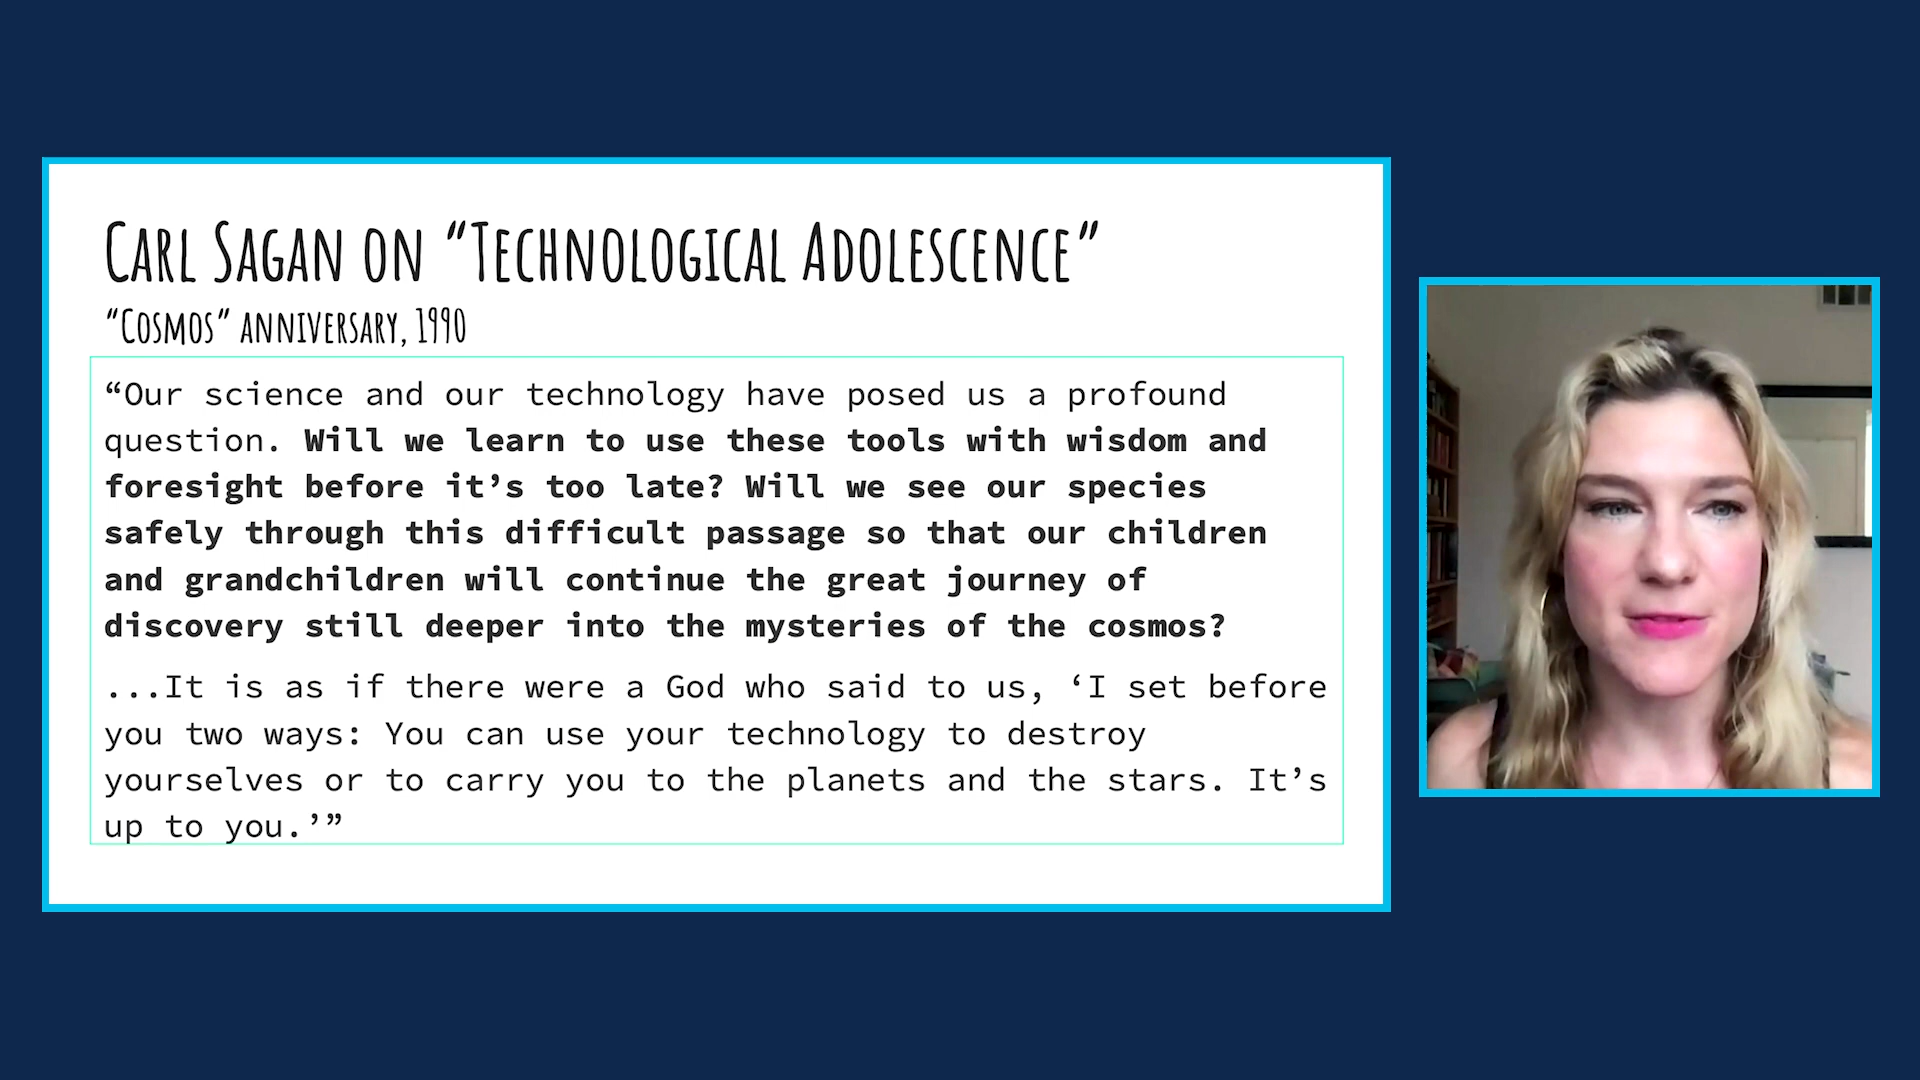 Carl Sagan on “Technological Adolescence”
“Cosmos” anniversary, 1990
“Our science and our technology have posed us a profound
question. Will we learn to use these tools with wisdom and
foresight before it’s too late? Will we see our species
safely through this difficult passage so that our children
and grandchildren will continue the great journey of
discovery still deeper into the mysteries of the cosmos?
...It is as if there were a God who said to us, ‘I set before
you two ways: You can use your technology to destroy
yourselves or to carry you to the planets and the stars. It’s
up to you.’”